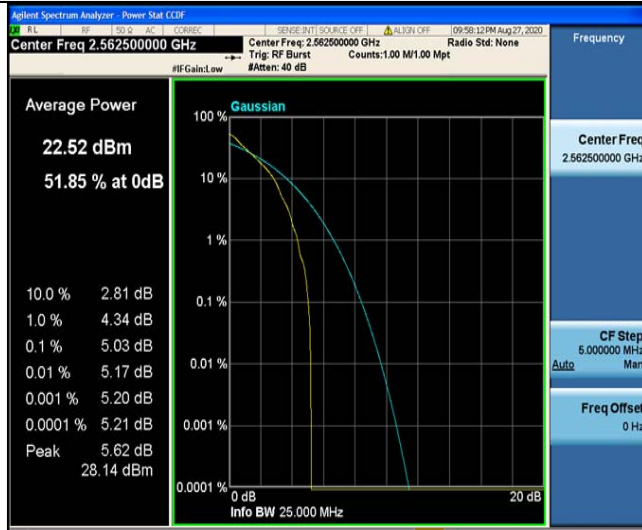 Agilent Spectrum Analyzer - Power Stat CCDF
RL RF 50 Ω AC CORREC SENSE:INT SOURCE OFF ALIGN OFF 09:58:12PM Aug 27, 2020
Center Freq 2.562500000 GHz
Center Freq: 2.562500000 GHz Radio Std: None
Trig: RF Burst Counts:1.00 M/1.00 Mpt
#IFGain:Low #Atten: 40 dB
Frequency
Average Power
22.52 dBm
51.85 % at 0dB
10.0 % 2.81 dB
1.0 % 4.34 dB
0.1 % 5.03 dB
0.01 % 5.17 dB
0.001 % 5.20 dB
0.0001 % 5.21 dB
Peak 5.62 dB
28.14 dBm
Gaussian
100 %
10 %
1 %
0.1 %
0.01 %
0.001 %
0.0001 %
0 dB 20 dB
Info BW 25.000 MHz
Center Freq
2.562500000 GHz
CF Step
5.000000 MHz
Auto Man
Freq Offset
0 Hz